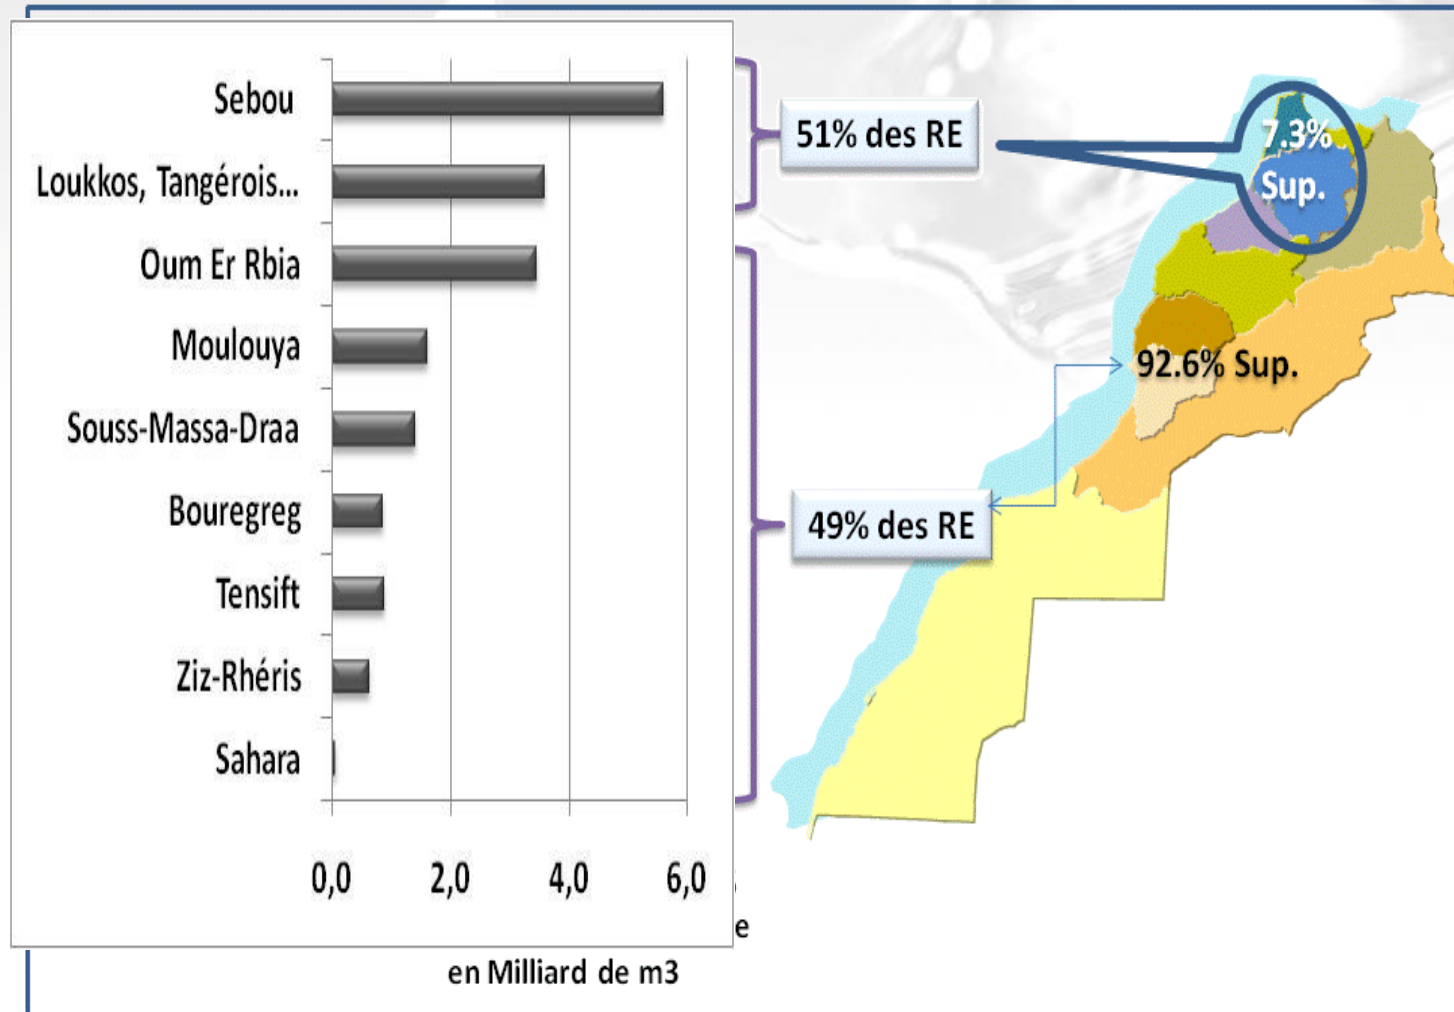 Sebou
Loukkos, Tangérois...
Oum Er Rbia
Moulouya
Souss-Massa-Draa
Bouregreg
Tensift
Ziz-Rhéris
Sahara
0,0 2,0 4,0 6,0
e
en Milliard de m3
51% des RE
49% des RE
7.3%
Sup.
92.6% Sup.